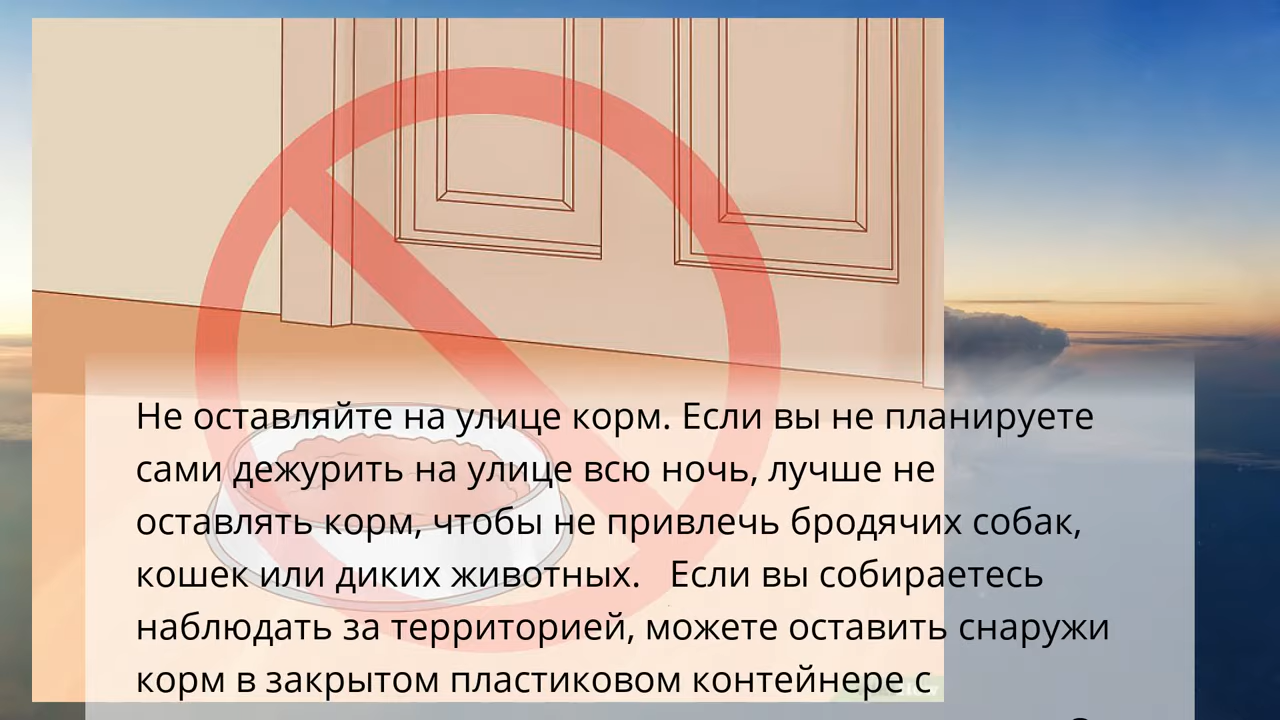 Не оставляйте на улице корм. Если вы не планируете
сами дежурить на улице всю ночь, лучше не
оставлять корм, чтобы не привлечь бродячих собак,
кошек или диких животных.   Если вы собираетесь
наблюдать за территорией, можете оставить снаружи
корм в закрытом пластиковом контейнере с